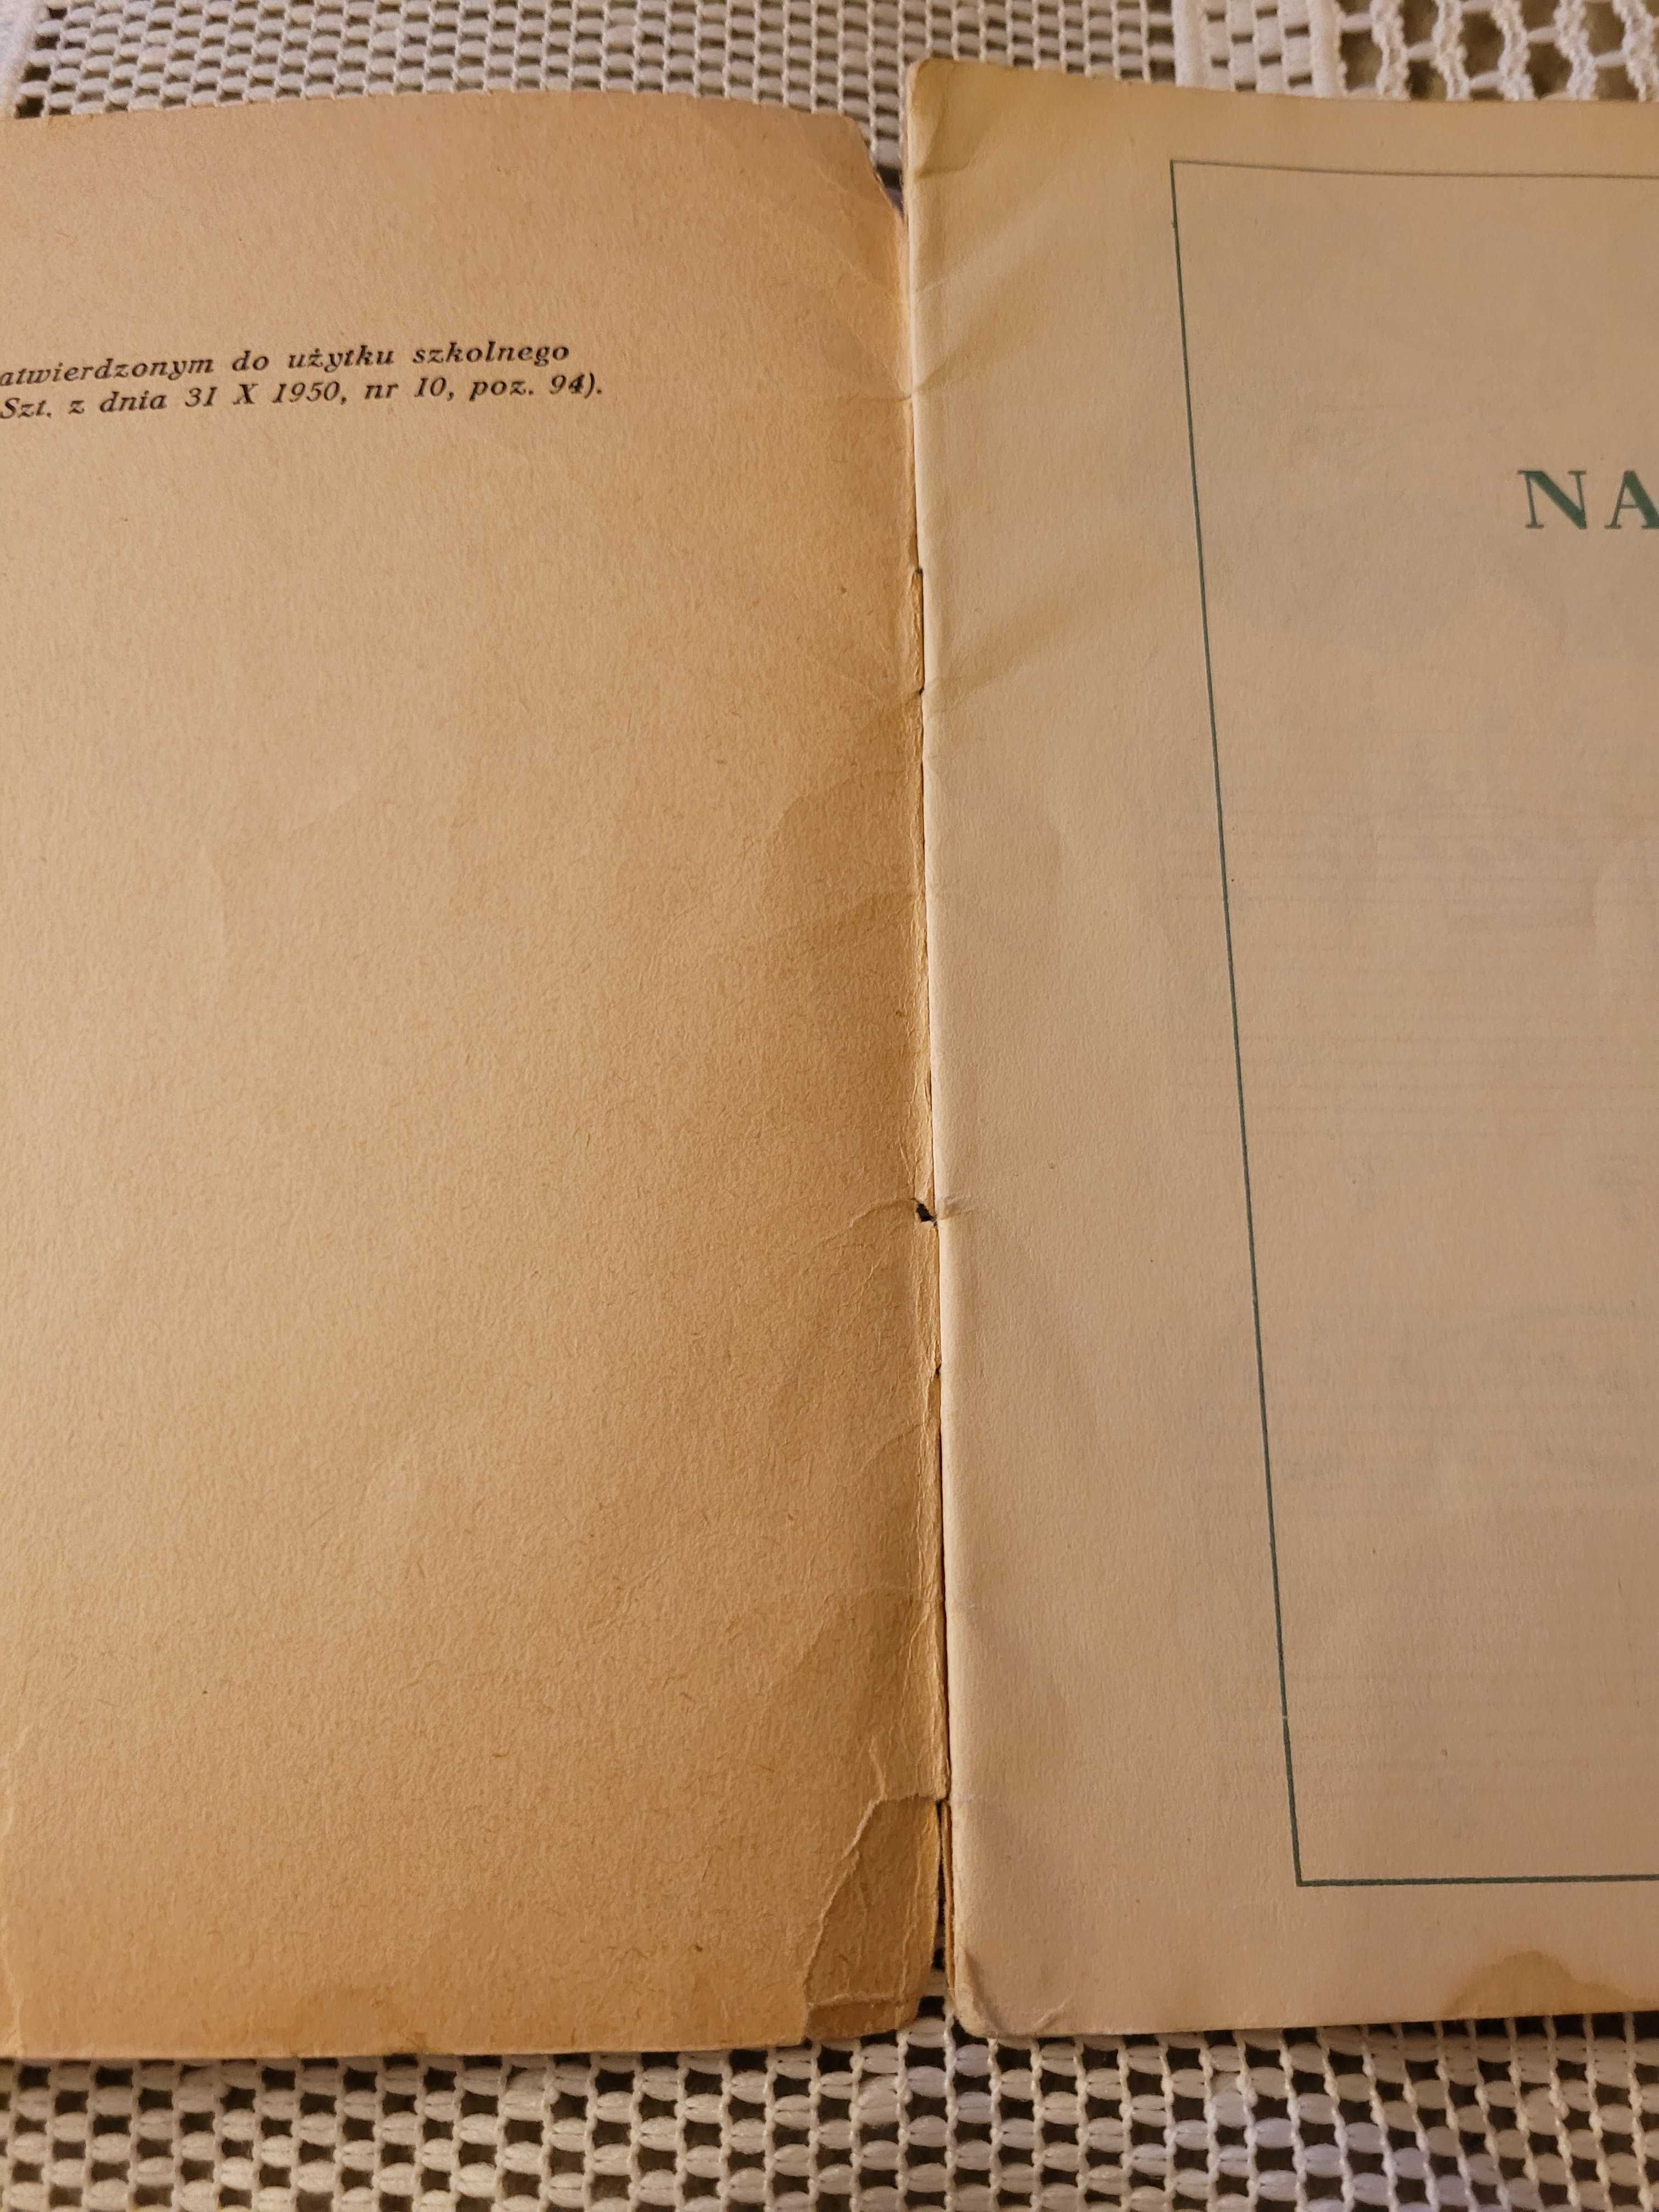 atwierdzonym do użytku szkolnego
Szt. z dnia 31 X 1950, nr 10, poz. 94).
NA